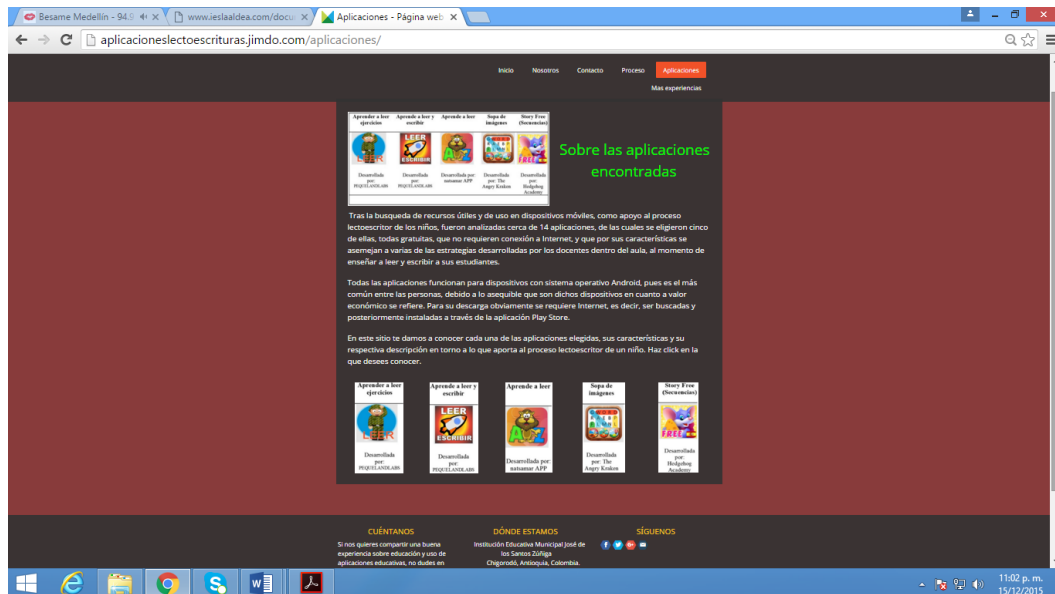 Besame Medellín - 94.9
www.ieslaaldea.com/docu
Aplicaciones - Página web
aplicacioneslectoescrituras.jimdo.com/aplicaciones/
Inicio Nosotros Contacto Proceso Aplicaciones
Mas experiencias
Aprender a leer Aprende a leer y Aprende a leer Sopa de Story Free
ejercicios escribir imágenes (Secuencias)
LEER LEER ESCRIBIR FREE
Desarrollada Desarrollada Desarrollada por: Desarrollada Desarrollada
por: por: natsamar APP por: The por:
PEQUELANDLABS PEQUELANDLABS Angry Kraken Hedgehog
Academy
Sobre las aplicaciones
encontradas
Tras la busqueda de recursos útiles y de uso en dispositivos móviles, como apoyo al proceso
lectoescritor de los niños, fueron analizadas cerca de 14 aplicaciones, de las cuales se eligieron cinco
de ellas, todas gratuitas, que no requieren conexión a Internet, y que por sus características se
asemejan a varias de las estrategias desarrolladas por los docentes dentro del aula, al momento de
enseñar a leer y escribir a sus estudiantes.
Todas las aplicaciones funcionan para dispositivos con sistema operativo Android, pues es el más
común entre las personas, debido a lo asequible que son dichos dispositivos en cuanto a valor
económico se refiere. Para su descarga obviamente se requiere Internet, es decir, ser buscadas y
posteriormente instaladas a través de la aplicación Play Store.
En este sitio te damos a conocer cada una de las aplicaciones elegidas, sus características y su
respectiva descripción en torno a lo que aporta al proceso lectoescritor de un niño. Haz click en la
que desees conocer.
Aprender a leer Aprende a leer y Aprende a leer Sopa de Story Free
ejercicios escribir imágenes (Secuencias)
LEER LEER ESCRIBIR FREE
Desarrollada Desarrollada Desarrollada por: Desarrollada Desarrollada
por: por: natsamar APP por: The por:
PEQUELANDLABS PEQUELANDLABS Angry Kraken Hedgehog
Academy
CUÉNTANOS DÓNDE ESTAMOS SÍGUENOS
Si nos quieres compartir una buena Institución Educativa Municipal José de
experiencia sobre educación y uso de los Santos Zúñiga
aplicaciones educativas, no dudes en Chigorodó, Antioquia, Colombia.
11:02 p. m.
15/12/2015